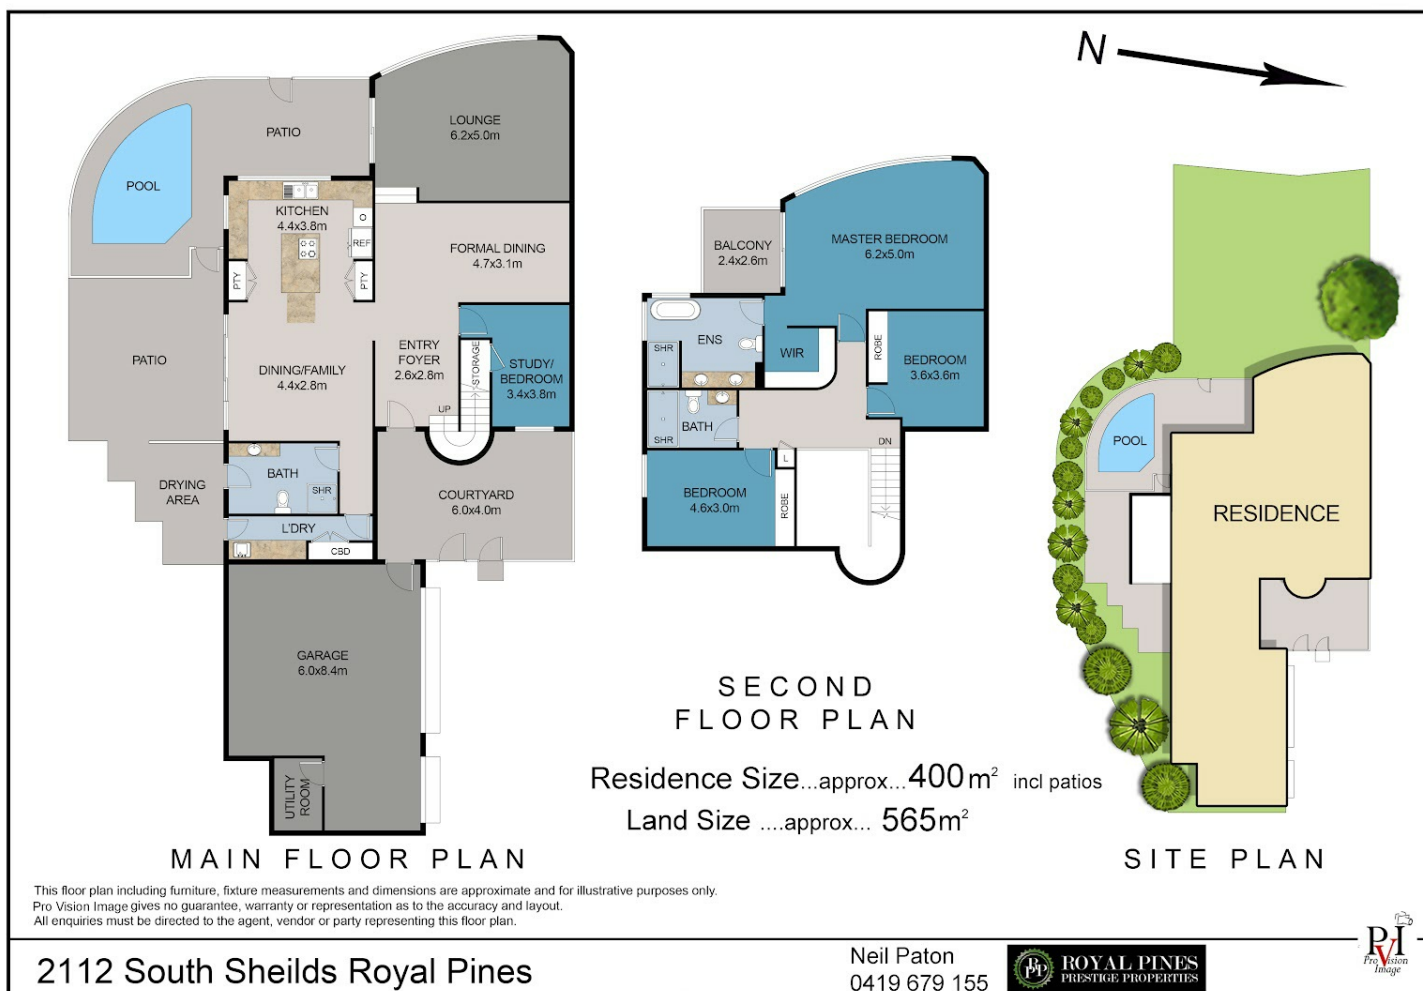 N
LOUNGE
6.2x5.0m
PATIO
POOL
KITCHEN
4.4x3.8m
REF
PTY
PTY
FORMAL DINING
4.7x3.1m
PATIO
ENTRY
FOYER
2.6x2.8m
STORAGE
STUDY/
BEDROOM
3.4x3.8m
DINING/FAMILY
4.4x2.8m
UP
BATH
SHR
DRYING
AREA
COURTYARD
6.0x4.0m
L'DRY
CBD
GARAGE
6.0x8.4m
UTILITY
ROOM
MAIN FLOOR PLAN
BALCONY
2.4x2.6m
MASTER BEDROOM
6.2x5.0m
ENS
SHR
WIR
ROBE
BEDROOM
3.6x3.6m
BATH
SHR
DN
L
BEDROOM
4.6x3.0m
ROBE
SECOND
FLOOR PLAN
Residence Size...approx... 400m² incl patios
Land Size ....approx... 565m²
POOL
RESIDENCE
SITE PLAN
This floor plan including furniture, fixture measurements and dimensions are approximate and for illustrative purposes only.
Pro Vision Image gives no guarantee, warranty or representation as to the accuracy and layout.
All enquiries must be directed to the agent, vendor or party representing this floor plan.
2112 South Sheilds Royal Pines
Neil Paton
0419 679 155
RPP
ROYAL PINES
PRESTIGE PROPERTIES
PVI
Pro Vision
Image